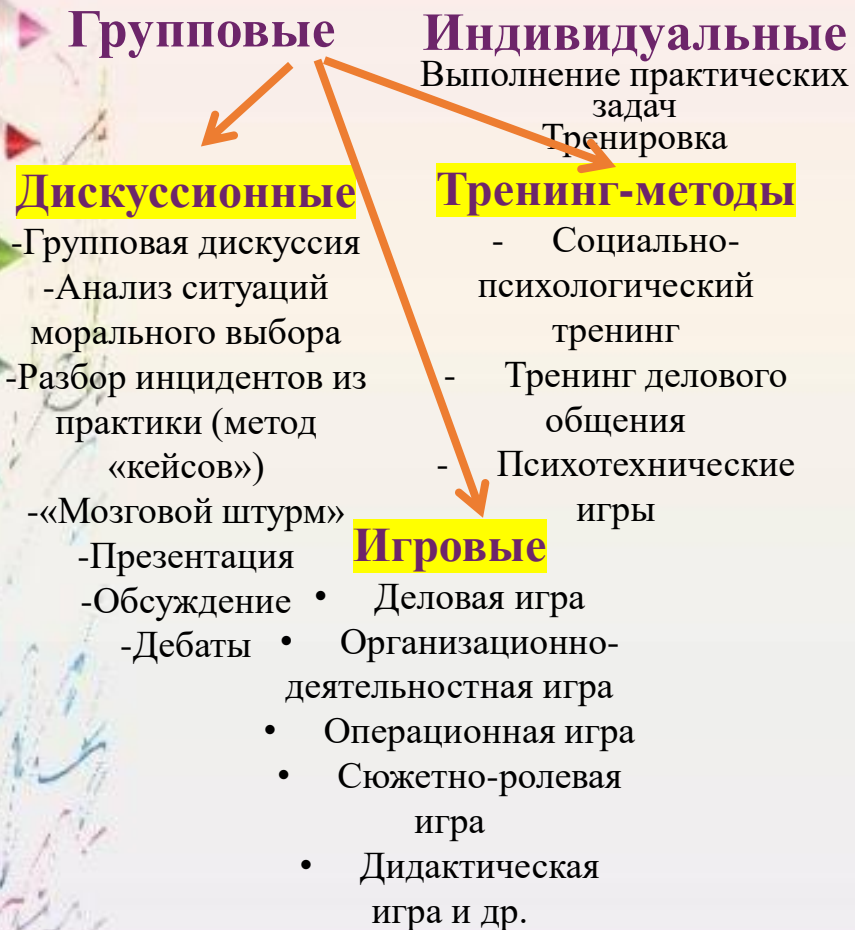 Групповые
Индивидуальные
Выполнение практических
задач
Тренировка
Дискуссионные
-Групповая дискуссия
-Анализ ситуаций
морального выбора
-Разбор инцидентов из
практики (метод
«кейсов»)
-«Мозговой штурм»
-Презентация
-Обсуждение
-Дебаты
Тренинг-методы
- Социально-
психологический
тренинг
- Тренинг делового
общения
- Психотехнические
игры
Игровые
• Деловая игра
• Организационно-
деятельностная игра
• Операционная игра
• Сюжетно-ролевая
игра
• Дидактическая
игра и др.